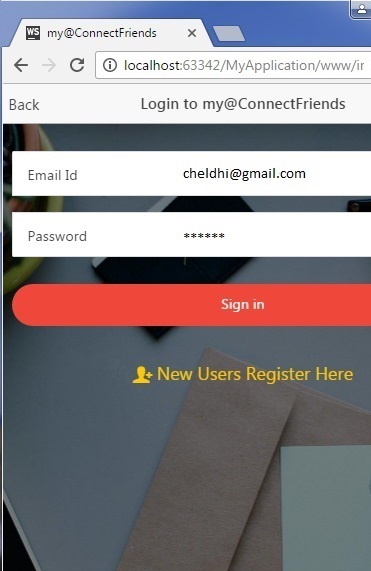 WS my@ConnectFriends
localhost:63342/MyApplication/www/ir
Back Login to my@ConnectFriends
Email Id cheldhi@gmail.com
Password ******
Sign in
New Users Register Here